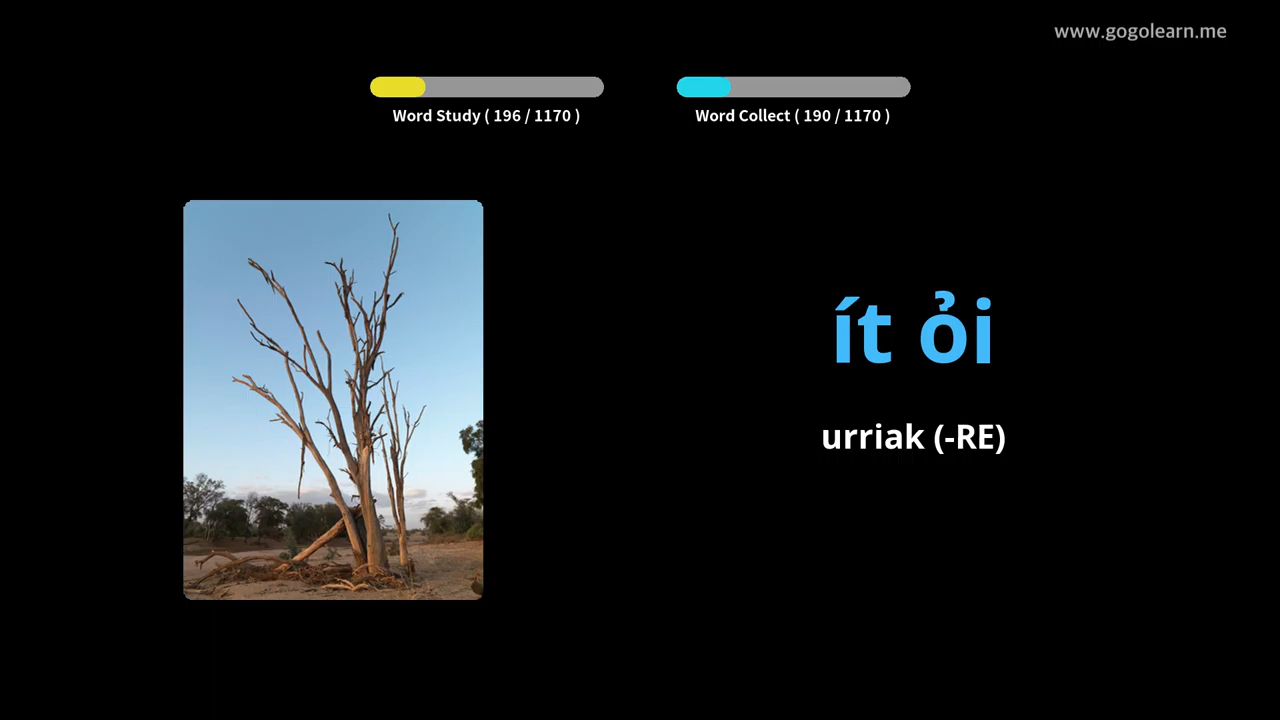 www.gogolearn.me
Word Study ( 196 / 1170 )
Word Collect ( 190 / 1170 )
ít ỏi
urriak (-RE)